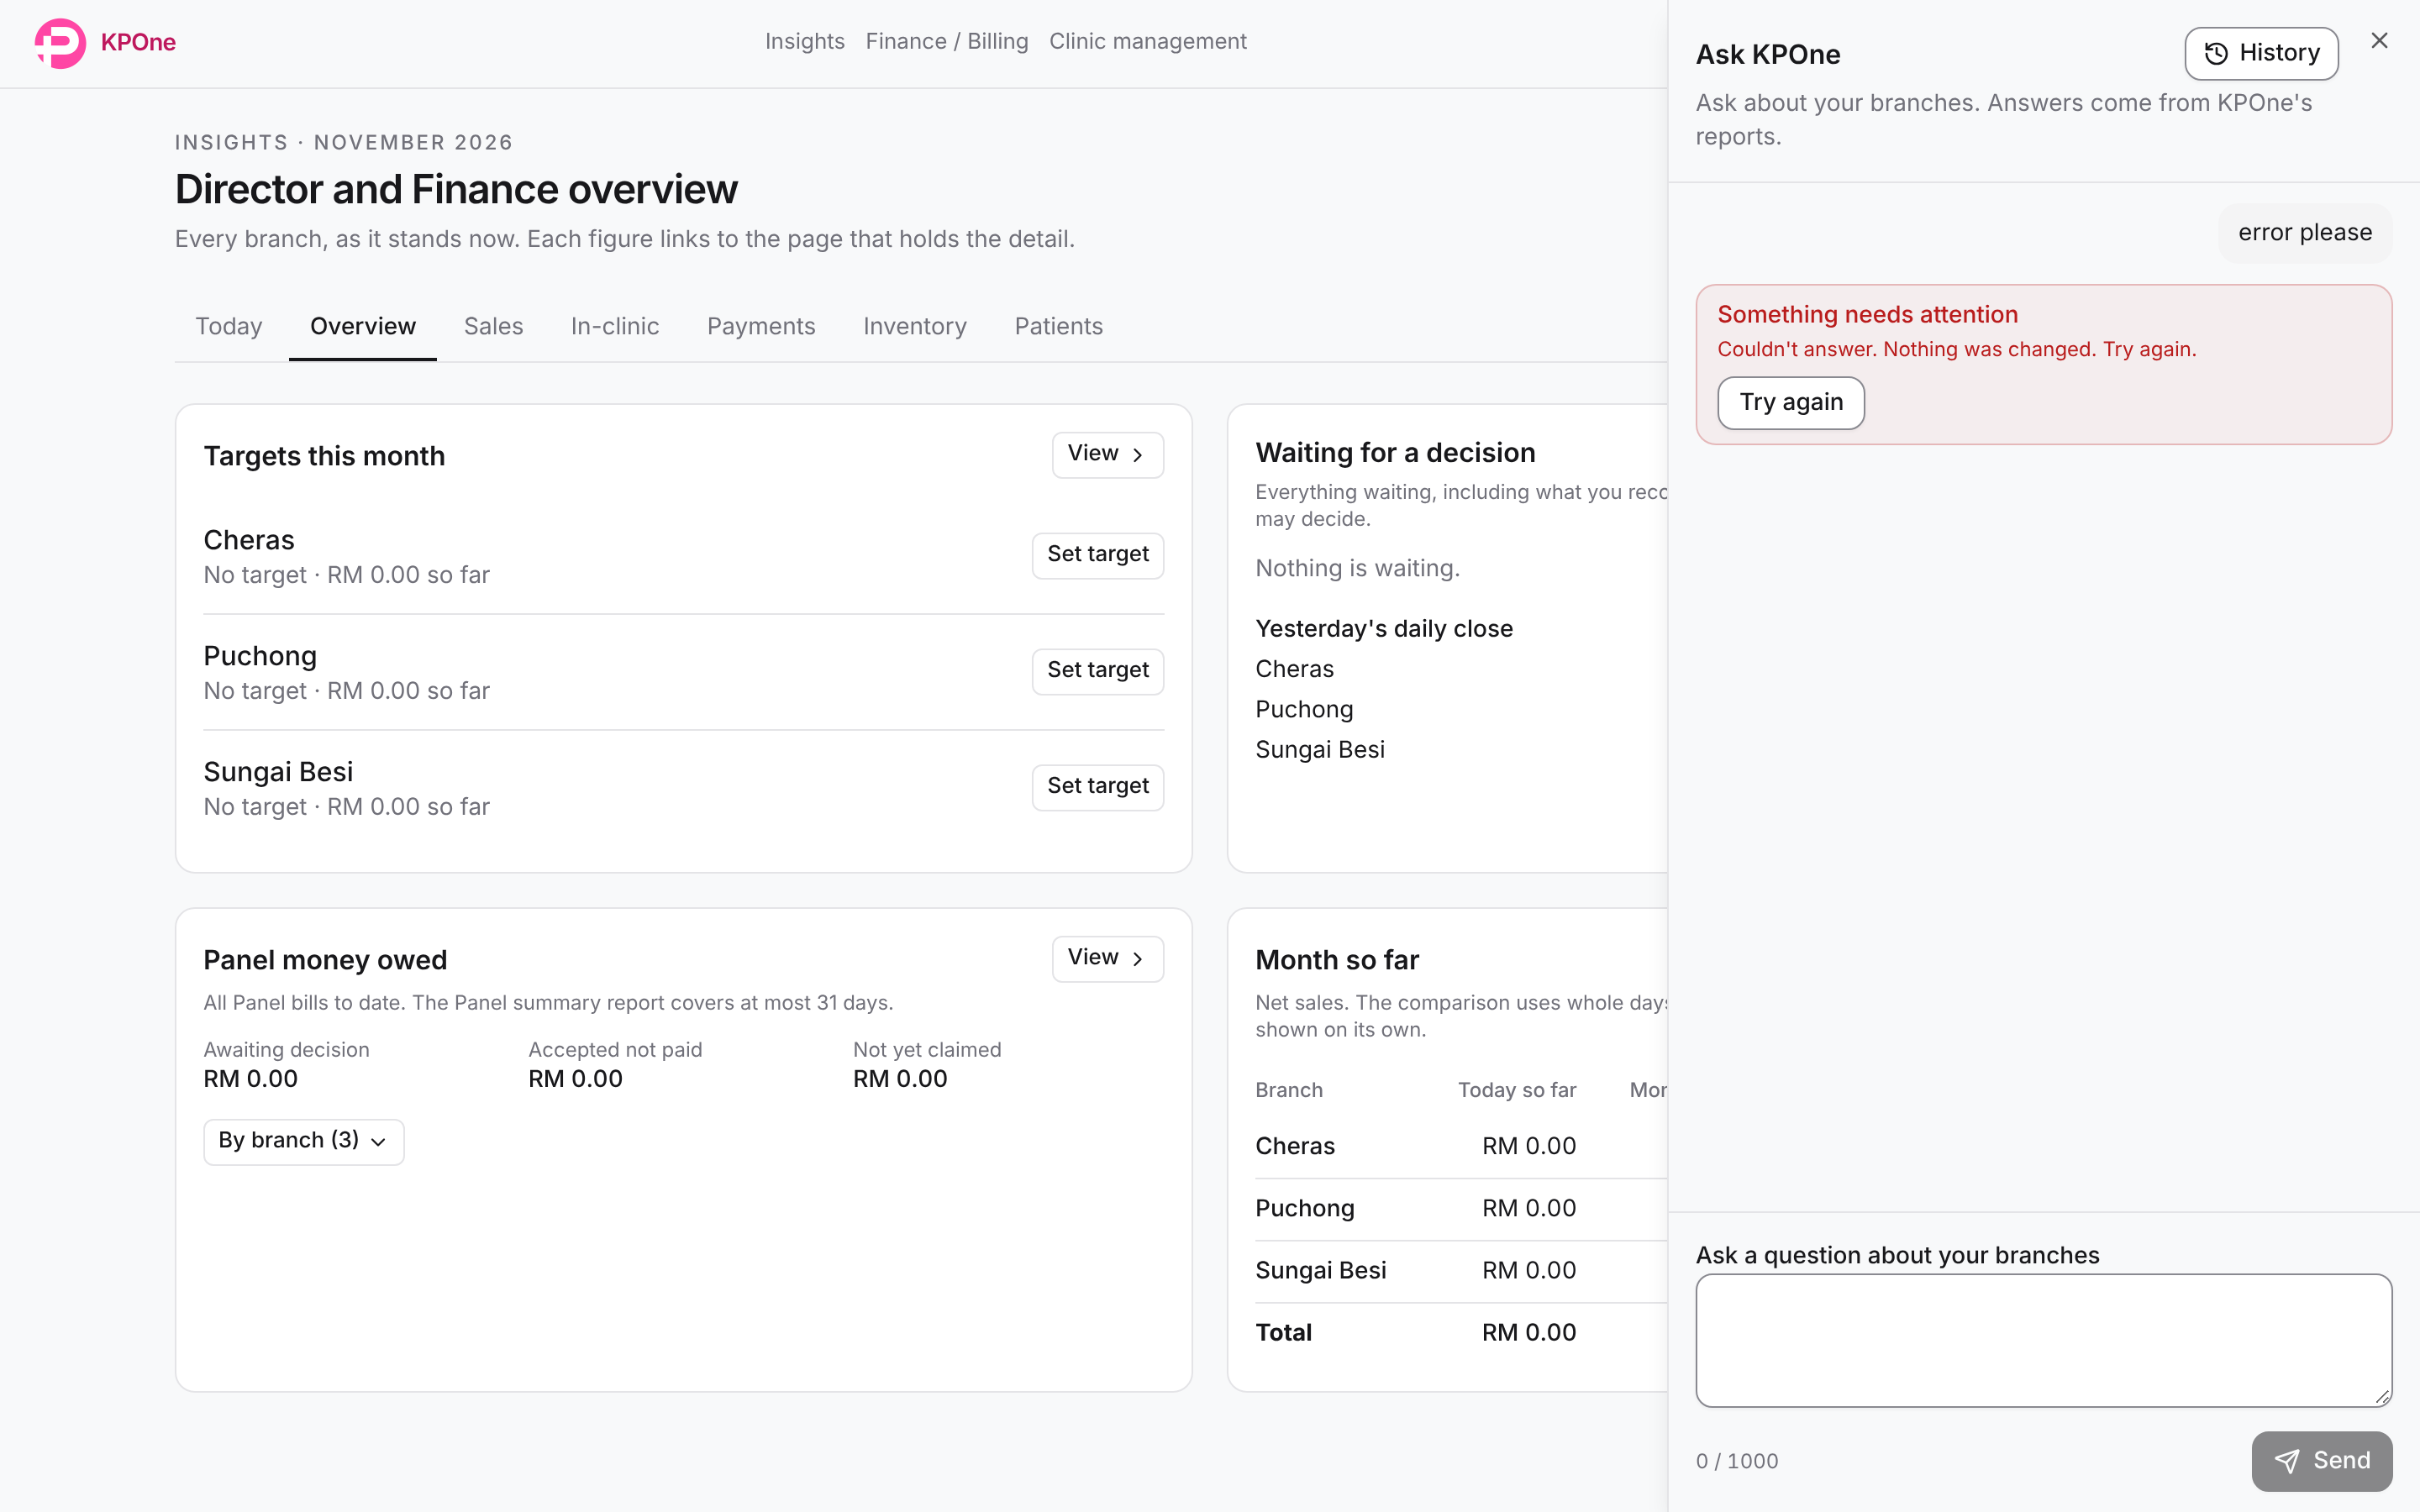 KPOne
Insights
Finance / Billing
Clinic management
INSIGHTS · NOVEMBER 2026
Director and Finance overview
Every branch, as it stands now. Each figure links to the page that holds the detail.
Today
Overview
Sales
In-clinic
Payments
Inventory
Patients
Targets this month
View
Cheras
No target · RM 0.00 so far
Set target
Puchong
No target · RM 0.00 so far
Set target
Sungai Besi
No target · RM 0.00 so far
Set target
Waiting for a decision
Everything waiting, including what you
may decide.
Nothing is waiting.
Yesterday's daily close
Cheras
Puchong
Sungai Besi
Panel money owed
View
All Panel bills to date. The Panel summary report covers at most 31 days.
Awaiting decision
RM 0.00
Accepted not paid
RM 0.00
Not yet claimed
RM 0.00
By branch (3)
Month so far
Net sales. The comparison uses whole days
shown on its own.
Branch
Today so far
Cheras
RM 0.00
Puchong
RM 0.00
Sungai Besi
RM 0.00
Total
RM 0.00
Ask KPOne
History
Ask about your branches. Answers come from KPOne's
reports.
error please
Something needs attention
Couldn't answer. Nothing was changed. Try again.
Try again
Ask a question about your branches
0 / 1000
Send